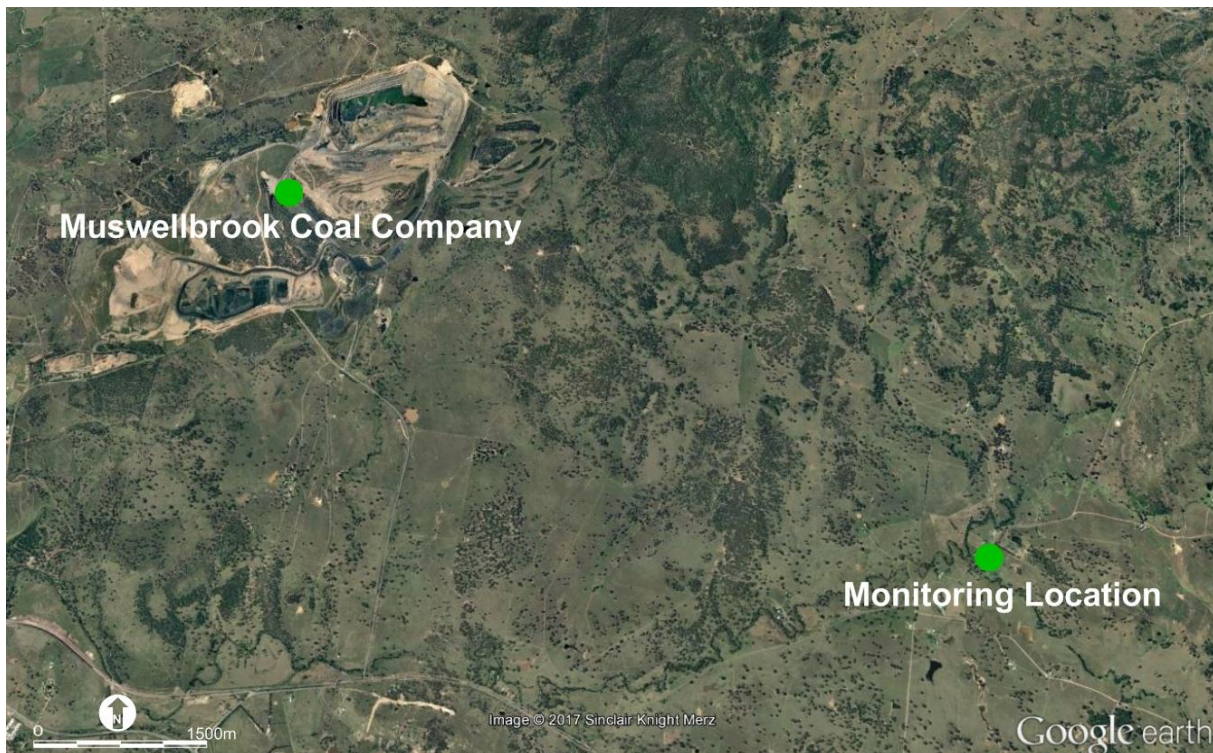 Muswellbrook Coal Company
Monitoring Location
N
0 1500m
Image © 2017 Sinclair Knight Merz
Google earth